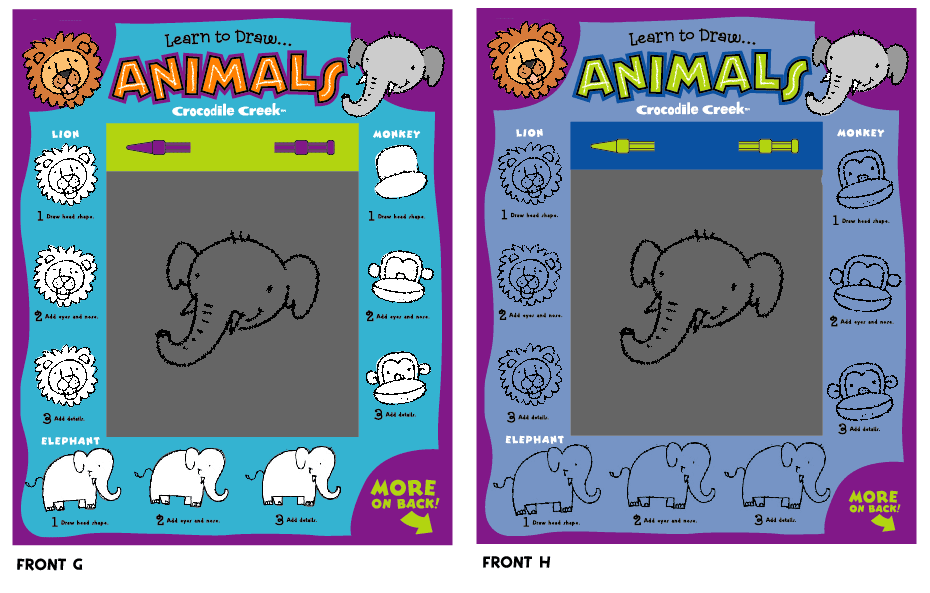 Learn to Draw...
ANIMALS
Crocodile Creek™
LION
MONKEY
1 Draw head shape.
1 Draw head shape.
2 Add eyes and nose.
2 Add eyes and nose.
3 Add details.
3 Add details.
ELEPHANT
1 Draw head shape.
2 Add eyes and nose.
3 Add details.
MORE
ON BACK!
FRONT G
Learn to Draw...
ANIMALS
Crocodile Creek™
LION
MONKEY
1 Draw head shape.
1 Draw head shape.
2 Add eyes and nose.
2 Add eyes and nose.
3 Add details.
3 Add details.
ELEPHANT
1 Draw head shape.
2 Add eyes and nose.
3 Add details.
MORE
ON BACK!
FRONT H